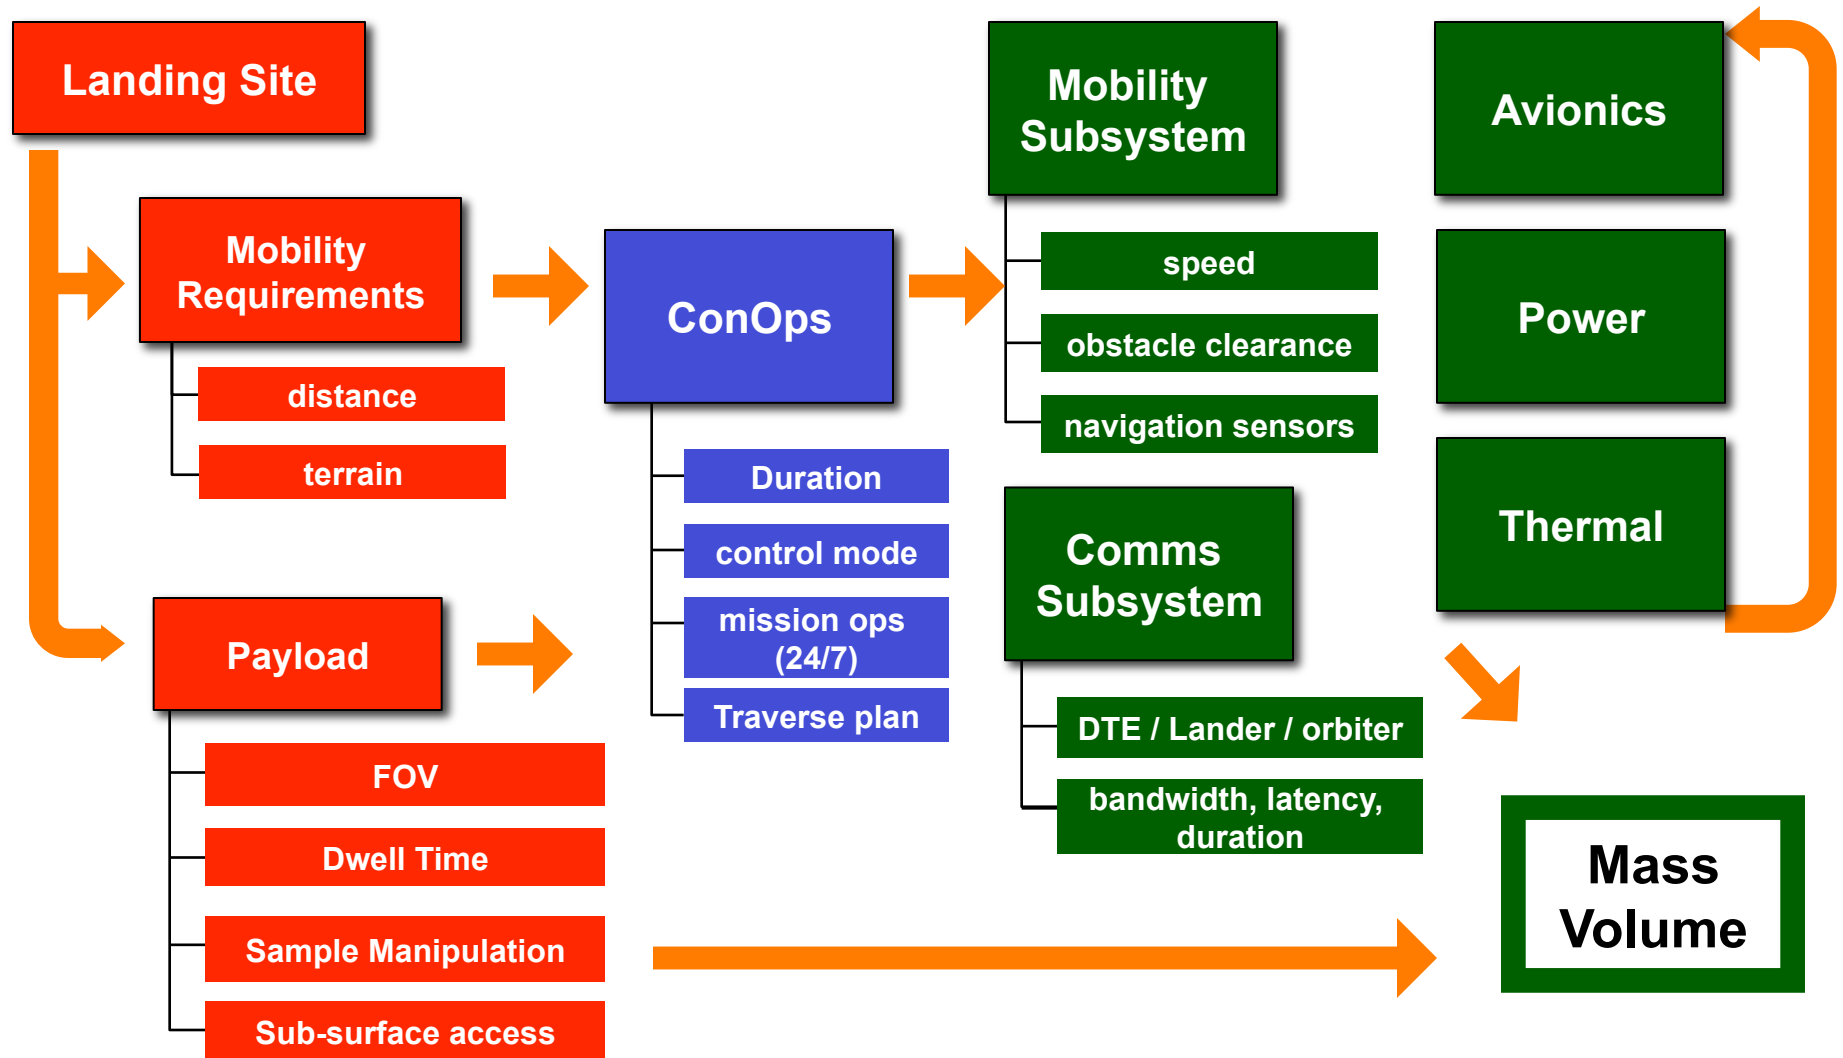 Landing Site
Mobility
Requirements
distance
terrain
Payload
FOV
Dwell Time
Sample Manipulation
Sub-surface access
ConOps
Duration
control mode
mission ops
(24/7)
Traverse plan
Mobility
Subsystem
speed
obstacle clearance
navigation sensors
Comms
Subsystem
DTE / Lander / orbiter
bandwidth, latency,
duration
Avionics
Power
Thermal
Mass
Volume